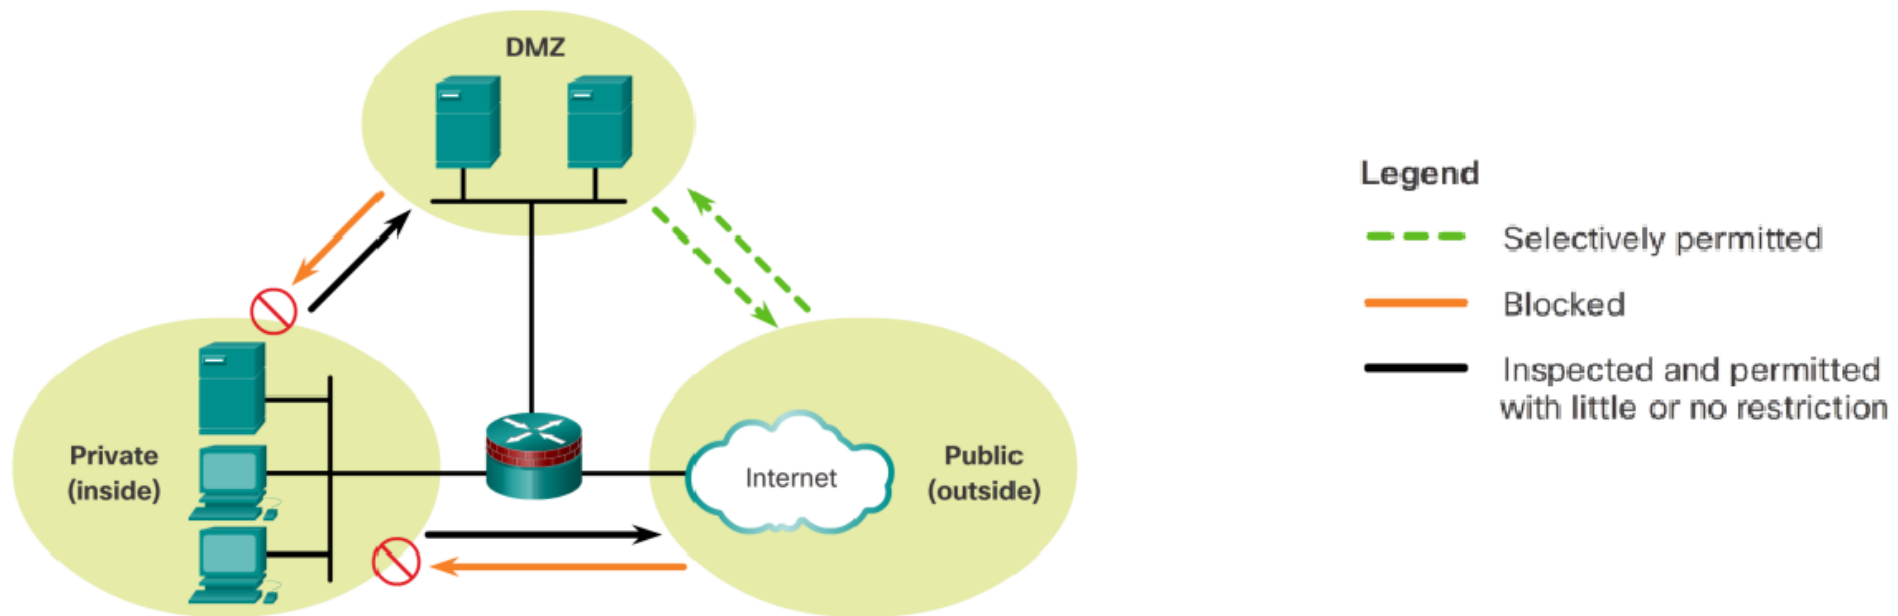 DMZ
Private
(inside)
Internet
Public
(outside)
Legend
Selectively permitted
Blocked
Inspected and permitted
with little or no restriction